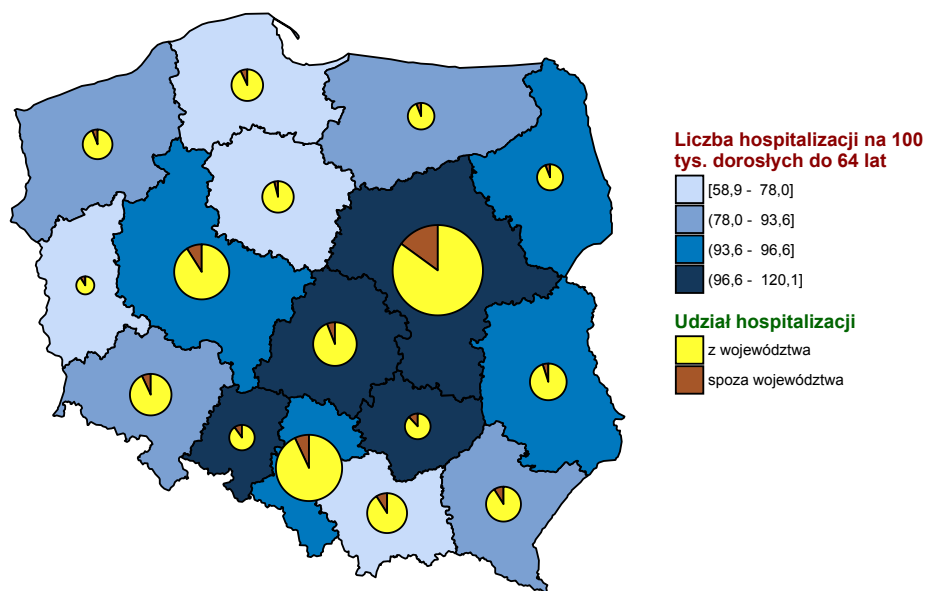 Liczba hospitalizacji na 100
tys. dorosłych do 64 lat
[58,9 - 78,0]
(78,0 - 93,6]
(93,6 - 96,6]
(96,6 - 120,1]
Udział hospitalizacji
z województwa
spoza województwa